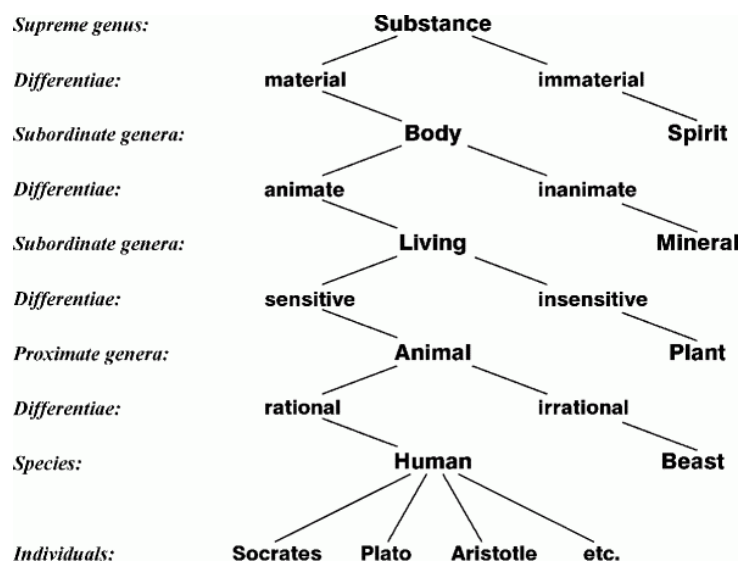 Supreme genus: Substance
Differentiae: material immaterial
Subordinate genera: Body Spirit
Differentiae: animate inanimate
Subordinate genera: Living Mineral
Differentiae: sensitive insensitive
Proximate genera: Animal Plant
Differentiae: rational irrational
Species: Human Beast
Individuals: Socrates Plato Aristotle etc.